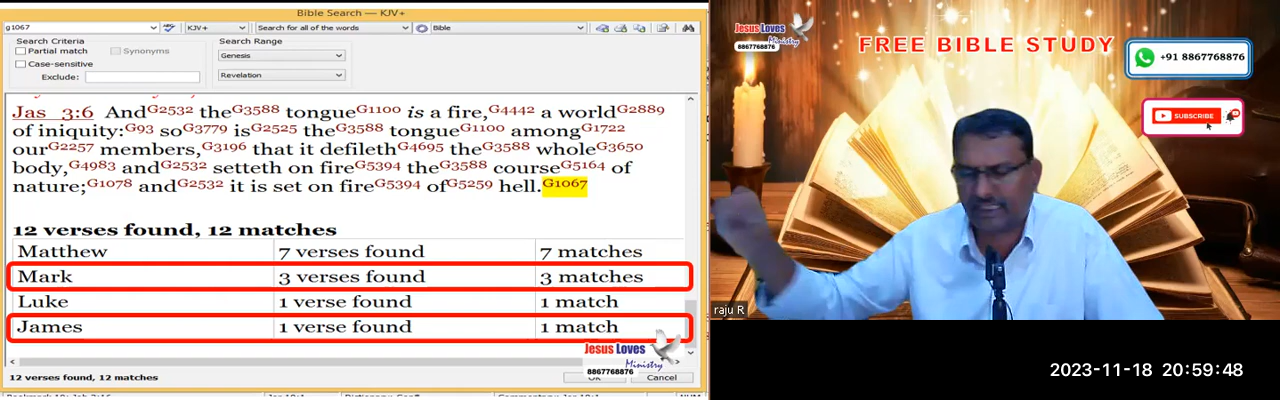 Bible Search — KJV+
g1067
KJV+
Search for all of the words
Bible
Search Criteria
Partial match
Synonyms
Case-sensitive
Exclude:
Search Range
Genesis
Revelation
Jas 3:6 AndG2532 theG3588 tongueG1100 is a fire,G4442 a worldG2889
of iniquity:G93 soG3779 isG2525 theG3588 tongueG1100 amongG1722
ourG2257 members,G3196 that it defilethG4695 theG3588 wholeG3650
body,G4983 andG2532 setteth on fireG5394 theG3588 courseG5164 of
nature;G1078 andG2532 it is set on fireG5394 ofG5259 hell.G1067
12 verses found, 12 matches
Matthew 7 verses found 7 matches
Mark 3 verses found 3 matches
Luke 1 verse found 1 match
James 1 verse found 1 match
Jesus Loves
Ministry
8867768876
12 verses found, 12 matches
Cancel
Jesus Loves
Ministry
8867768876
FREE BIBLE STUDY
+91 8867768876
SUBSCRIBE
raju R
2023-11-18 20:59:48